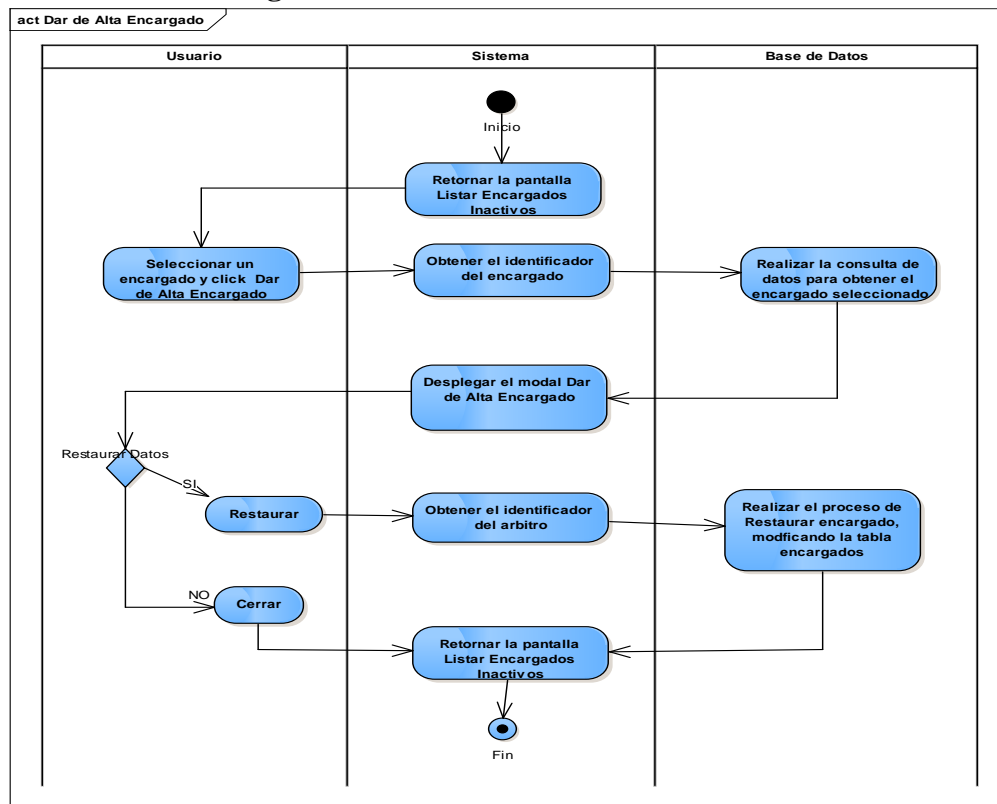 act Dar de Alta Encargado
Usuario
Sistema
Base de Datos
Inicio
Retornar la pantalla
Listar Encargados
Inactivos
Seleccionar un
encargado y click Dar
de Alta Encargado
Obtener el identificador
del encargado
Realizar la consulta de
datos para obtener el
encargado seleccionado
Desplegar el modal Dar
de Alta Encargado
Restaurar Datos
SI
Restaurar
Obtener el identificador
del arbitro
Realizar el proceso de
Restaurar encargado,
modficando la tabla
encargados
NO
Cerrar
Retornar la pantalla
Listar Encargados
Inactivos
Fin